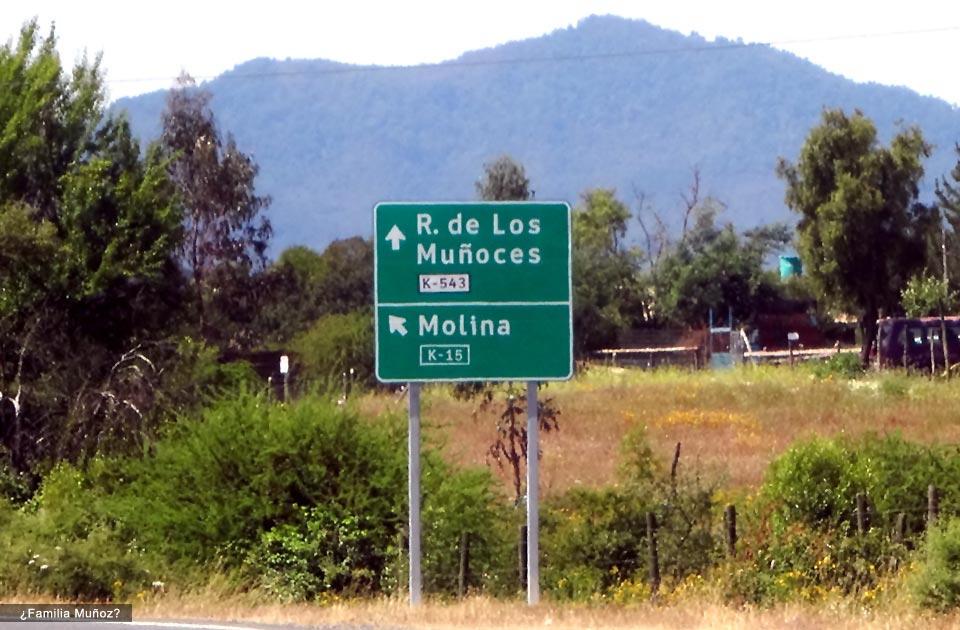 R. de Los
Muñoces
K-543
Molina
K-15
¿Familia Muñoz?